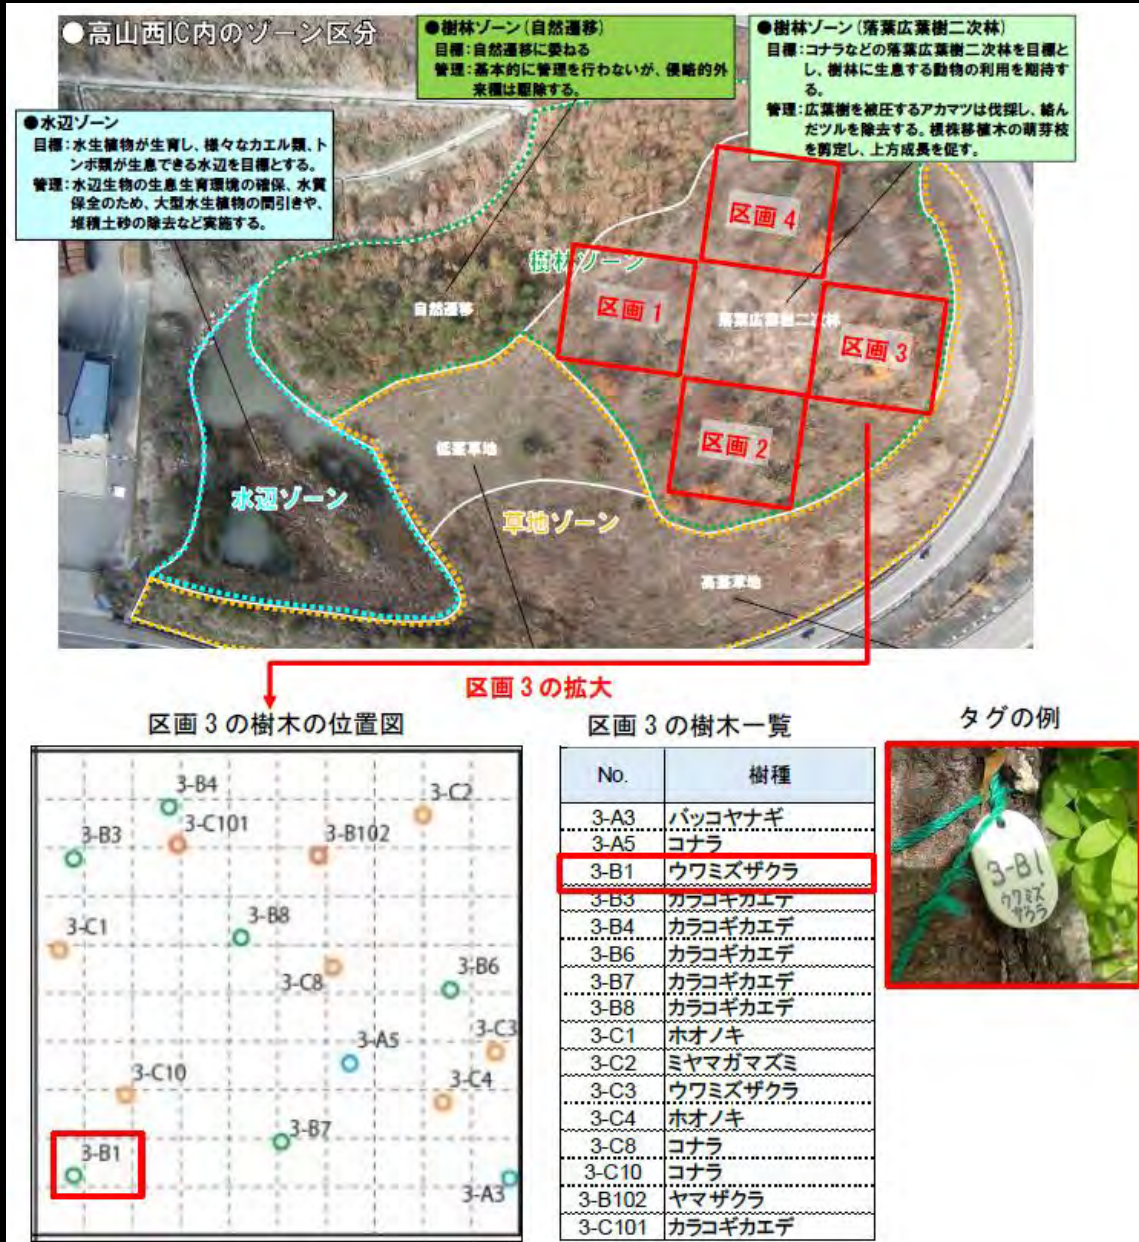 ●高山西IC内のゾーン区分
●樹林ゾーン(自然遷移)
目標:自然遷移に委ねる
管理:基本的に管理を行わないが、侵略的外
来種は駆除する。
●樹林ゾーン(落葉広葉樹二次林)
目標:コナラなどの落葉広葉樹二次林を目標と
し、樹林に生息する動物の利用を期待す
る。
管理:広葉樹を被圧するアカマツは伐採し、絡ん
だツルを除去する。根株移植木の萌芽枝
を剪定し、上方成長を促す。
●水辺ゾーン
目標:水生植物が生育し、様々なカエル類、ト
ンボ類が生息できる水辺を目標とする。
管理:水辺生物の生息生育環境の確保、水質
保全のため、大型水生植物の間引きや、
堆積土砂の除去など実施する。
区画4
樹林ゾーン
区画1
自然遷移
落葉広葉樹二次林
区画3
区画2
低茎草地
水辺ゾーン
草地ゾーン
高茎草地
区画3の拡大
区画3の樹木の位置図
3-B4
3-C2
3-C101
3-B3
3-B102
3-B8
3-C1
3-C8
3-B6
3-C3
3-A5
3-C10
3-C4
3-B7
3-B1
3-A3
区画3の樹木一覧
No. 樹種
3-A3 バッコヤナギ
3-A5 コナラ
3-B1 ウワミズザクラ
3-B3 カラコギカエデ
3-B4 カラコギカエデ
3-B6 カラコギカエデ
3-B7 カラコギカエデ
3-B8 カラコギカエデ
3-C1 ホオノキ
3-C2 ミヤマガマズミ
3-C3 ウワミズザクラ
3-C4 ホオノキ
3-C8 コナラ
3-C10 コナラ
3-B102 ヤマザクラ
3-C101 カラコギカエデ
タグの例
3-B1
ウワミズ
ザクラ